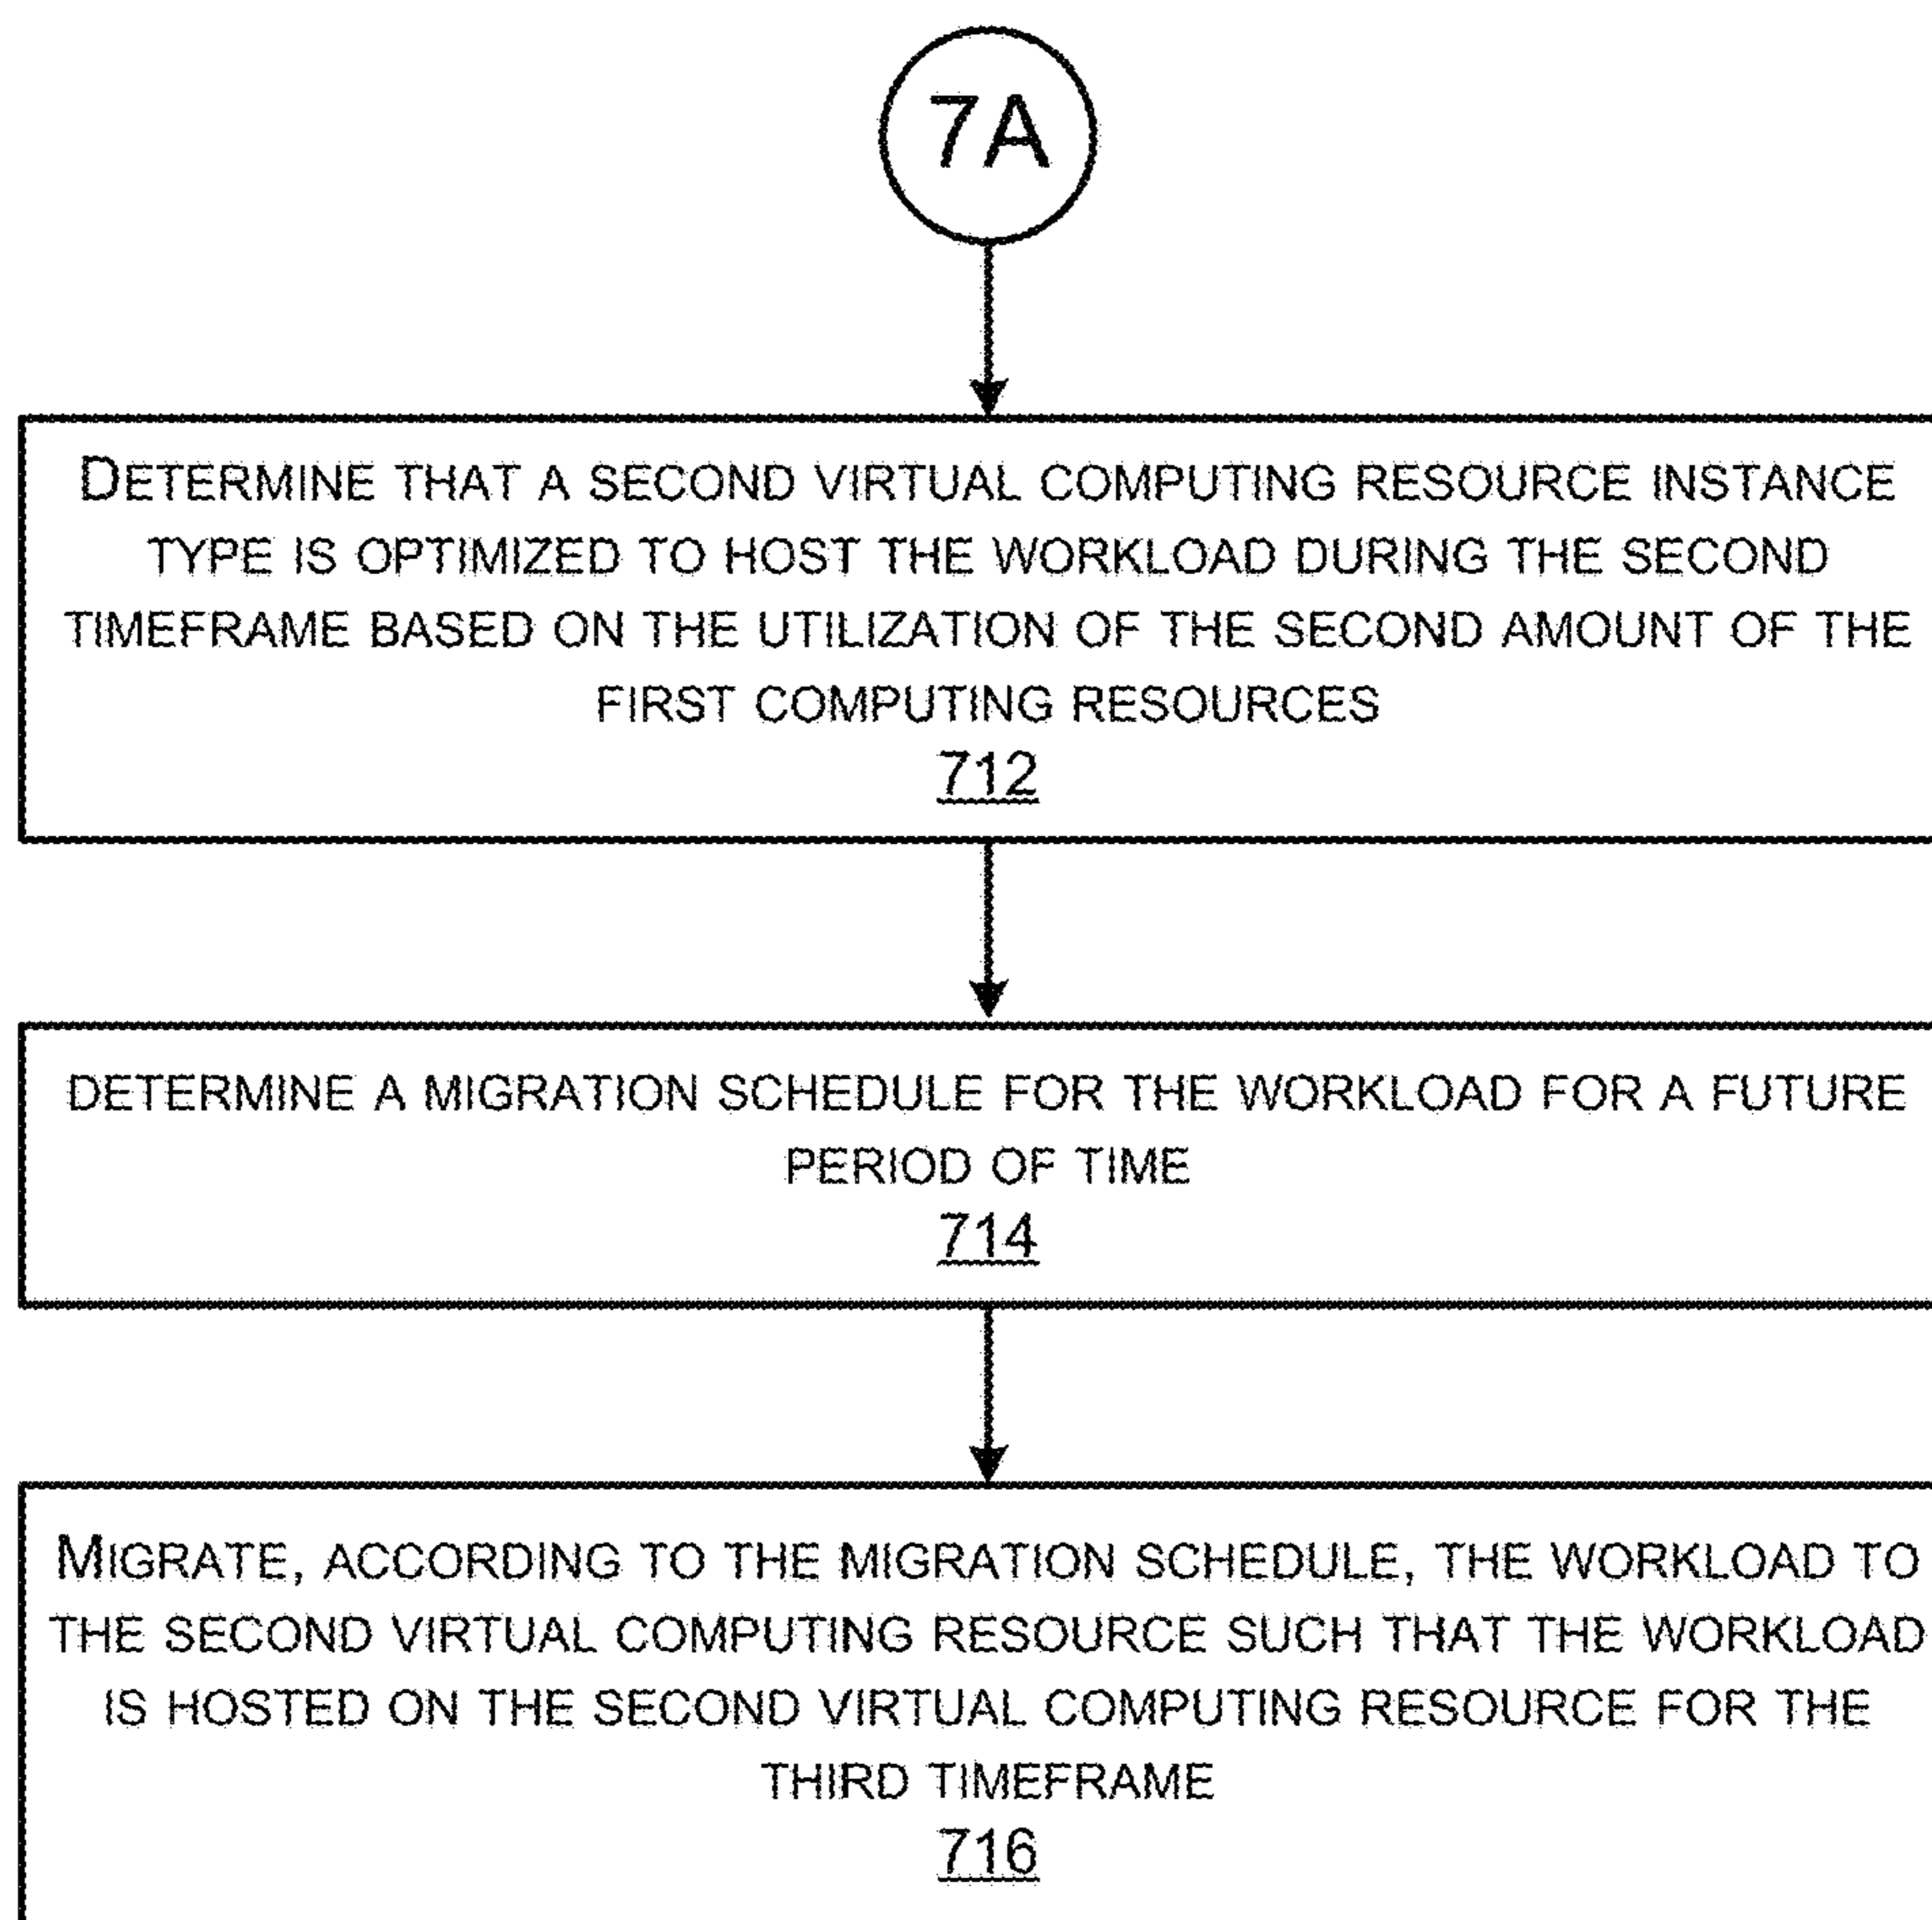 7A
DETERMINE THAT A SECOND VIRTUAL COMPUTING RESOURCE INSTANCE
TYPE IS OPTIMIZED TO HOST THE WORKLOAD DURING THE SECOND
TIMEFRAME BASED ON THE UTILIZATION OF THE SECOND AMOUNT OF THE
FIRST COMPUTING RESOURCES
712
DETERMINE A MIGRATION SCHEDULE FOR THE WORKLOAD FOR A FUTURE
PERIOD OF TIME
714
MIGRATE, ACCORDING TO THE MIGRATION SCHEDULE, THE WORKLOAD TO
THE SECOND VIRTUAL COMPUTING RESOURCE SUCH THAT THE WORKLOAD
IS HOSTED ON THE SECOND VIRTUAL COMPUTING RESOURCE FOR THE
THIRD TIMEFRAME
716